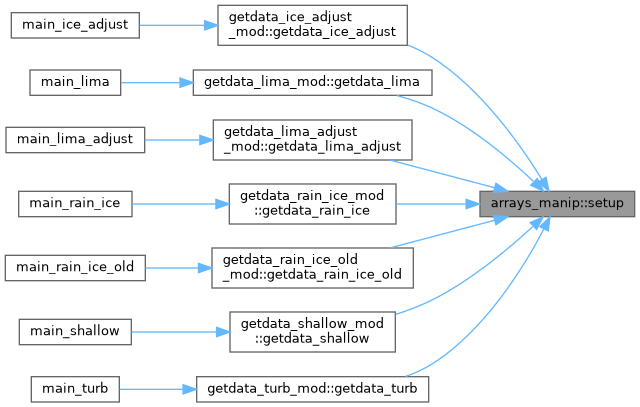 main_ice_adjust
getdata_ice_adjust
_mod::getdata_ice_adjust
main_lima
getdata_lima_mod::getdata_lima
main_lima_adjust
getdata_lima_adjust
_mod::getdata_lima_adjust
main_rain_ice
getdata_rain_ice_mod
::getdata_rain_ice
arrays_manip::setup
main_rain_ice_old
getdata_rain_ice_old
_mod::getdata_rain_ice_old
main_shallow
getdata_shallow_mod
::getdata_shallow
main_turb
getdata_turb_mod::getdata_turb